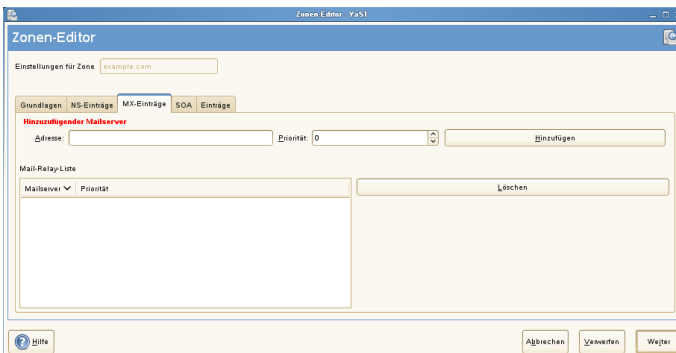 Zonen-Editor - YaST
Zonen-Editor
Einstellungen für Zone example.com
Grundlagen NS-Einträge MX-Einträge SOA Einträge
Hinzuzufügender Mailserver
Adresse: Priorität: 0 Hinzufügen
Mail-Relay-Liste
Mailserver Priorität
Löschen
Hilfe Abbrechen Verwerfen Weiter